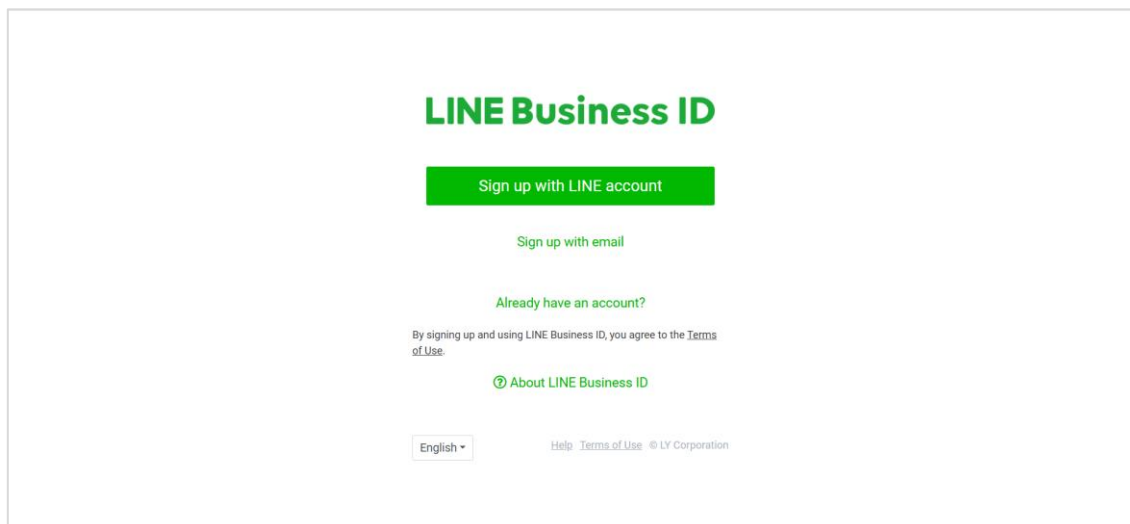 LINE Business ID
Sign up with LINE account
Sign up with email
Already have an account?
By signing up and using LINE Business ID, you agree to the Terms
of Use.
About LINE Business ID
English
Help Terms of Use © LY Corporation